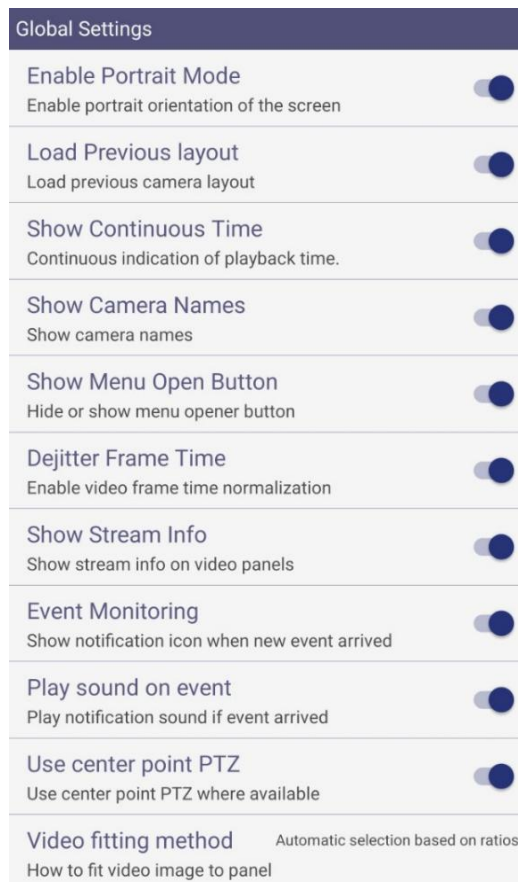 Global Settings
Enable Portrait Mode
Enable portrait orientation of the screen
Load Previous layout
Load previous camera layout
Show Continuous Time
Continuous indication of playback time.
Show Camera Names
Show camera names
Show Menu Open Button
Hide or show menu opener button
Dejitter Frame Time
Enable video frame time normalization
Show Stream Info
Show stream info on video panels
Event Monitoring
Show notification icon when new event arrived
Play sound on event
Play notification sound if event arrived
Use center point PTZ
Use center point PTZ where available
Video fitting method Automatic selection based on ratios
How to fit video image to panel